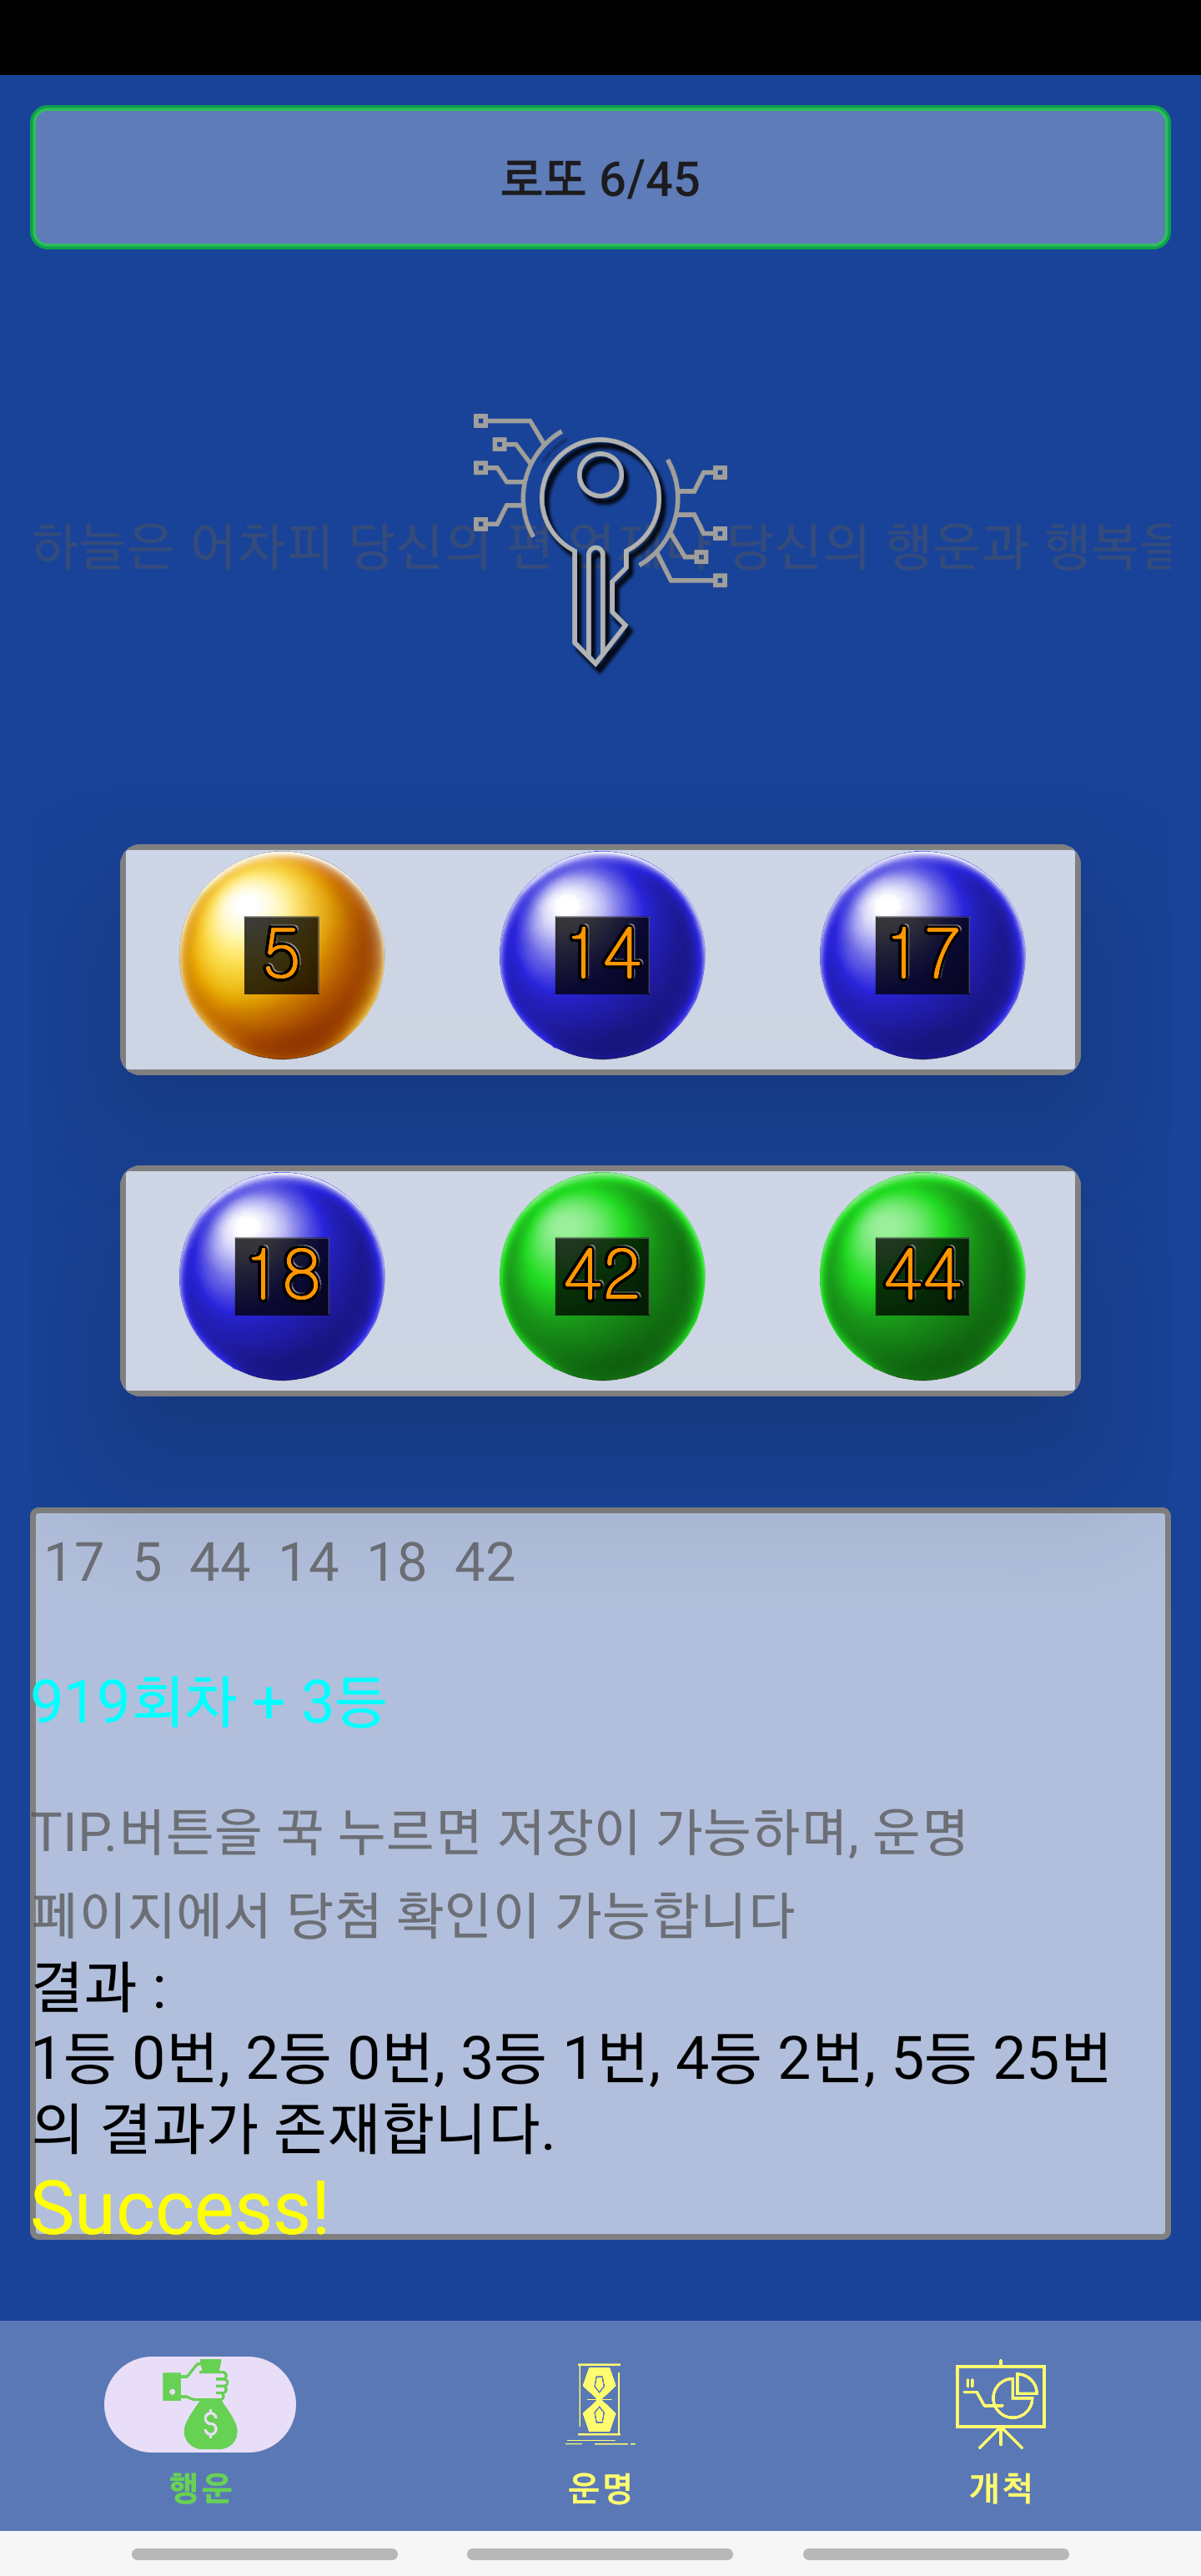 로또 6/45
하늘은 어차피 당신의 편 당신의 행운과
5 14 17
18 42 44
17 5 44 14 18 42
919회차 + 3등
TIP.버튼을 꾹 누르면 저장이 가능하며, 운명
페이지에서 당첨 확인이 가능합니다
결과 :
1등 0번, 2등 0번, 3등 1번, 4등 2번, 5등 25번
의 결과가 존재합니다.
Success!
행운 운명 개척